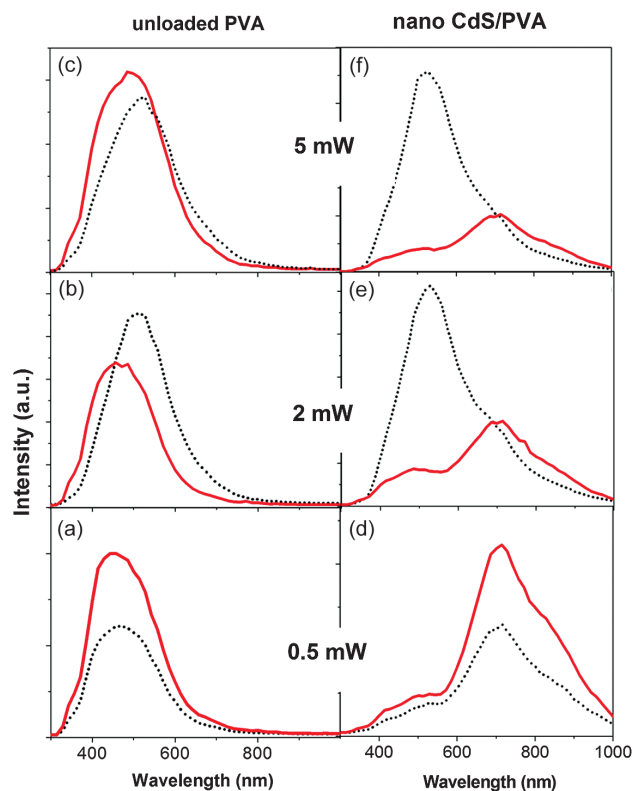 unloaded PVA
nano CdS/PVA
(c)
(f)
5 mW
(b)
(e)
2 mW
Intensity (a.u.)
(a)
(d)
0.5 mW
400 600 800
400 600 800 1000
Wavelength (nm)
Wavelength (nm)